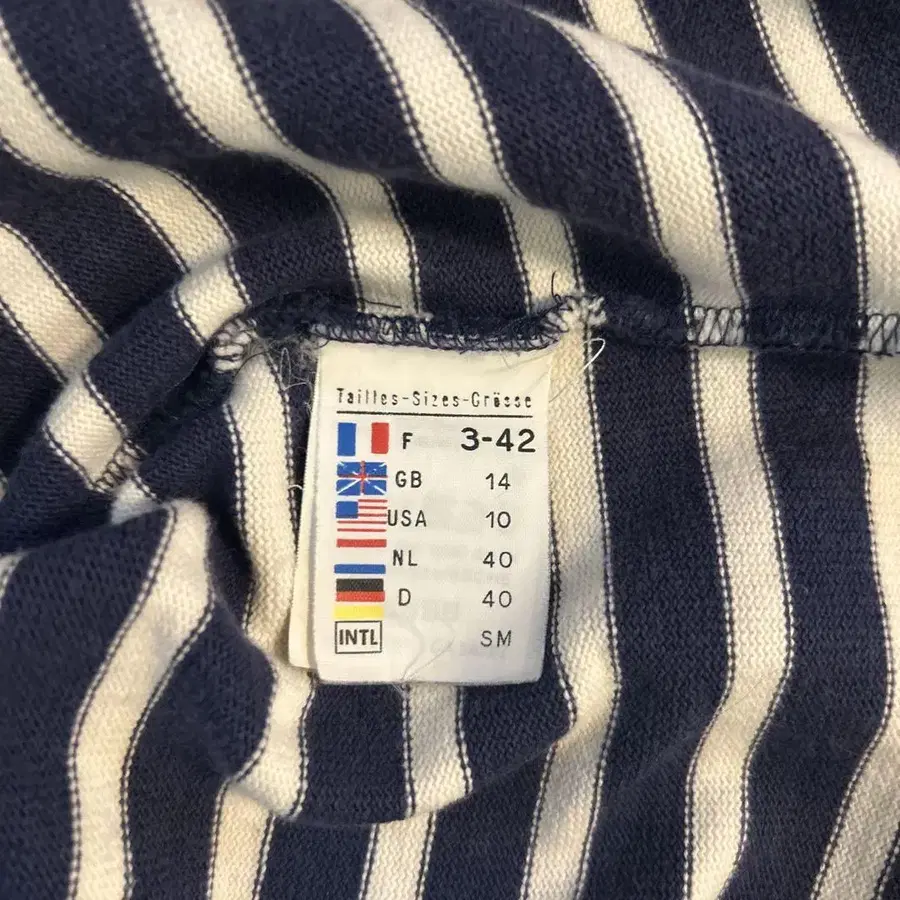 Tailles-Sizes-Grösse
F 3-42
GB 14
USA 10
NL 40
D 40
INTL SM